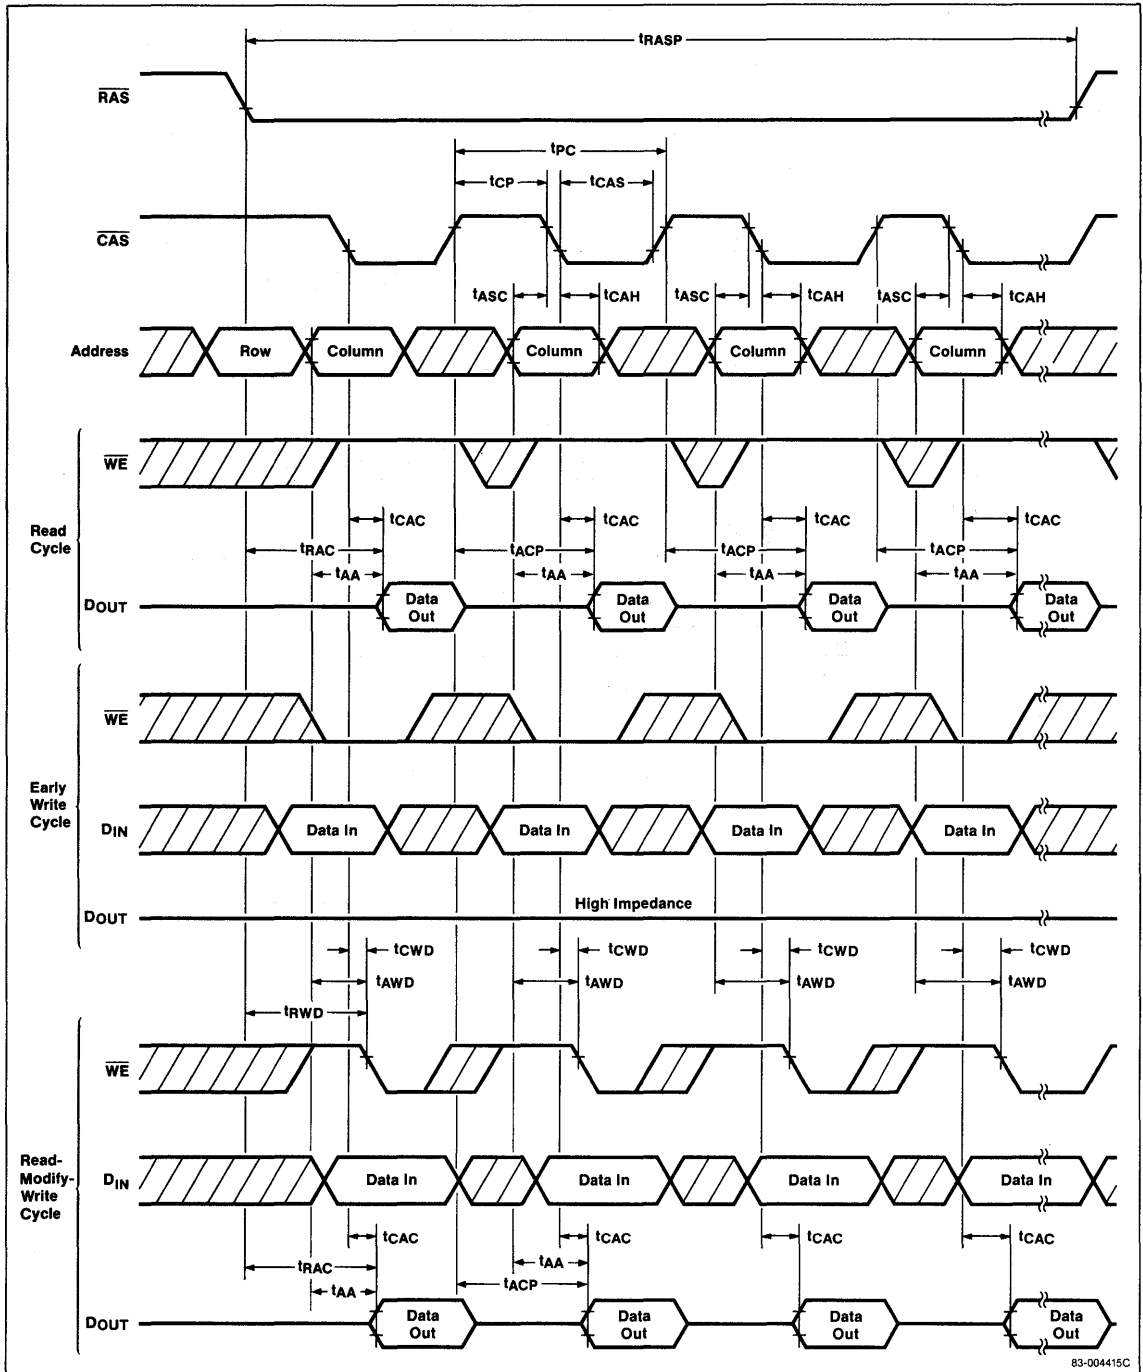 tRASP
RAS
tPC
tCP
tCAS
CAS
tASC
tCAH
tASC
tCAH
tASC
tCAH
Address
Row
Column
Column
Column
Column
Read
Cycle
WE
tCAC
tCAC
tCAC
tCAC
tRAC
tACP
tACP
tACP
tAA
tAA
tAA
tAA
DOUT
Data
Out
Data
Out
Data
Out
Data
Out
Early
Write
Cycle
WE
DIN
Data In
Data In
Data In
Data In
DOUT
High Impedance
tCWD
tCWD
tCWD
tCWD
tAWD
tAWD
tAWD
tAWD
tRWD
Read-
Modify-
Write
Cycle
WE
DIN
Data In
Data In
Data In
Data In
tCAC
tCAC
tCAC
tCAC
tRAC
tAA
tAA
tACP
DOUT
Data
Out
Data
Out
Data
Out
Data
Out
83-004415C